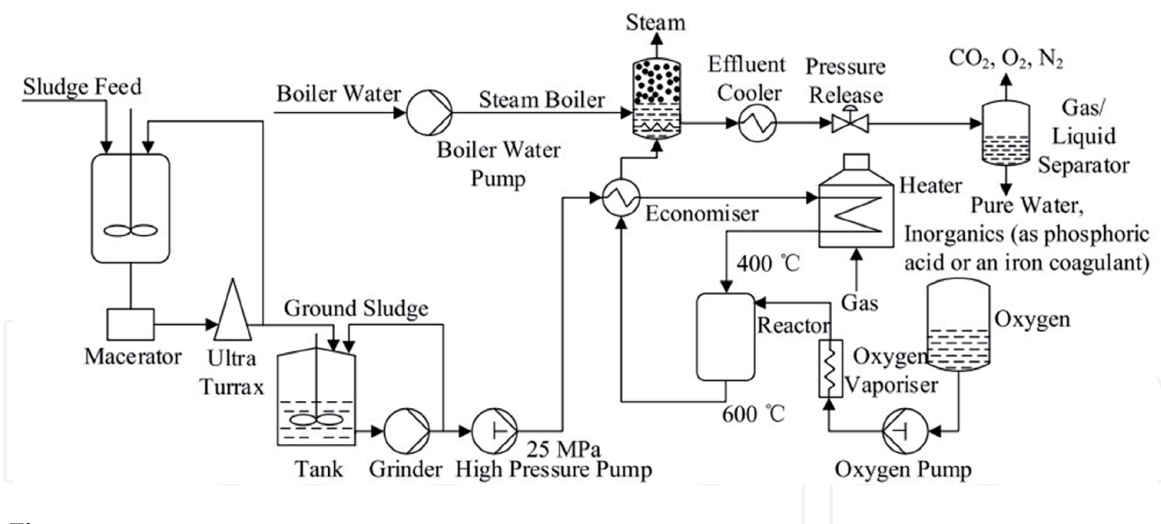 Steam
Sludge Feed
Boiler Water
Steam Boiler
Boiler Water
Pump
Effluent
Cooler
Pressure
Release
CO₂, O₂, N₂
Gas/
Liquid
Separator
Heater
Economiser
Pure Water,
Inorganics (as phosphoric
acid or an iron coagulant)
400 ℃
Gas
Ground Sludge
Reactor
Oxygen
Macerator
Ultra
Turrax
Oxygen
Vaporiser
600 ℃
25 MPa
Tank
Grinder
High Pressure Pump
Oxygen Pump